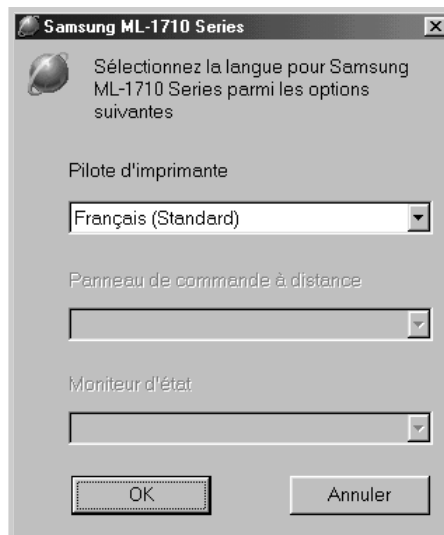 Samsung ML-1710 Series
Sélectionnez la langue pour Samsung
ML-1710 Series parmi les options
suivantes
Pilote d'imprimante
Français (Standard)
Panneau de commande à distance
Moniteur d'état
OK
Annuler